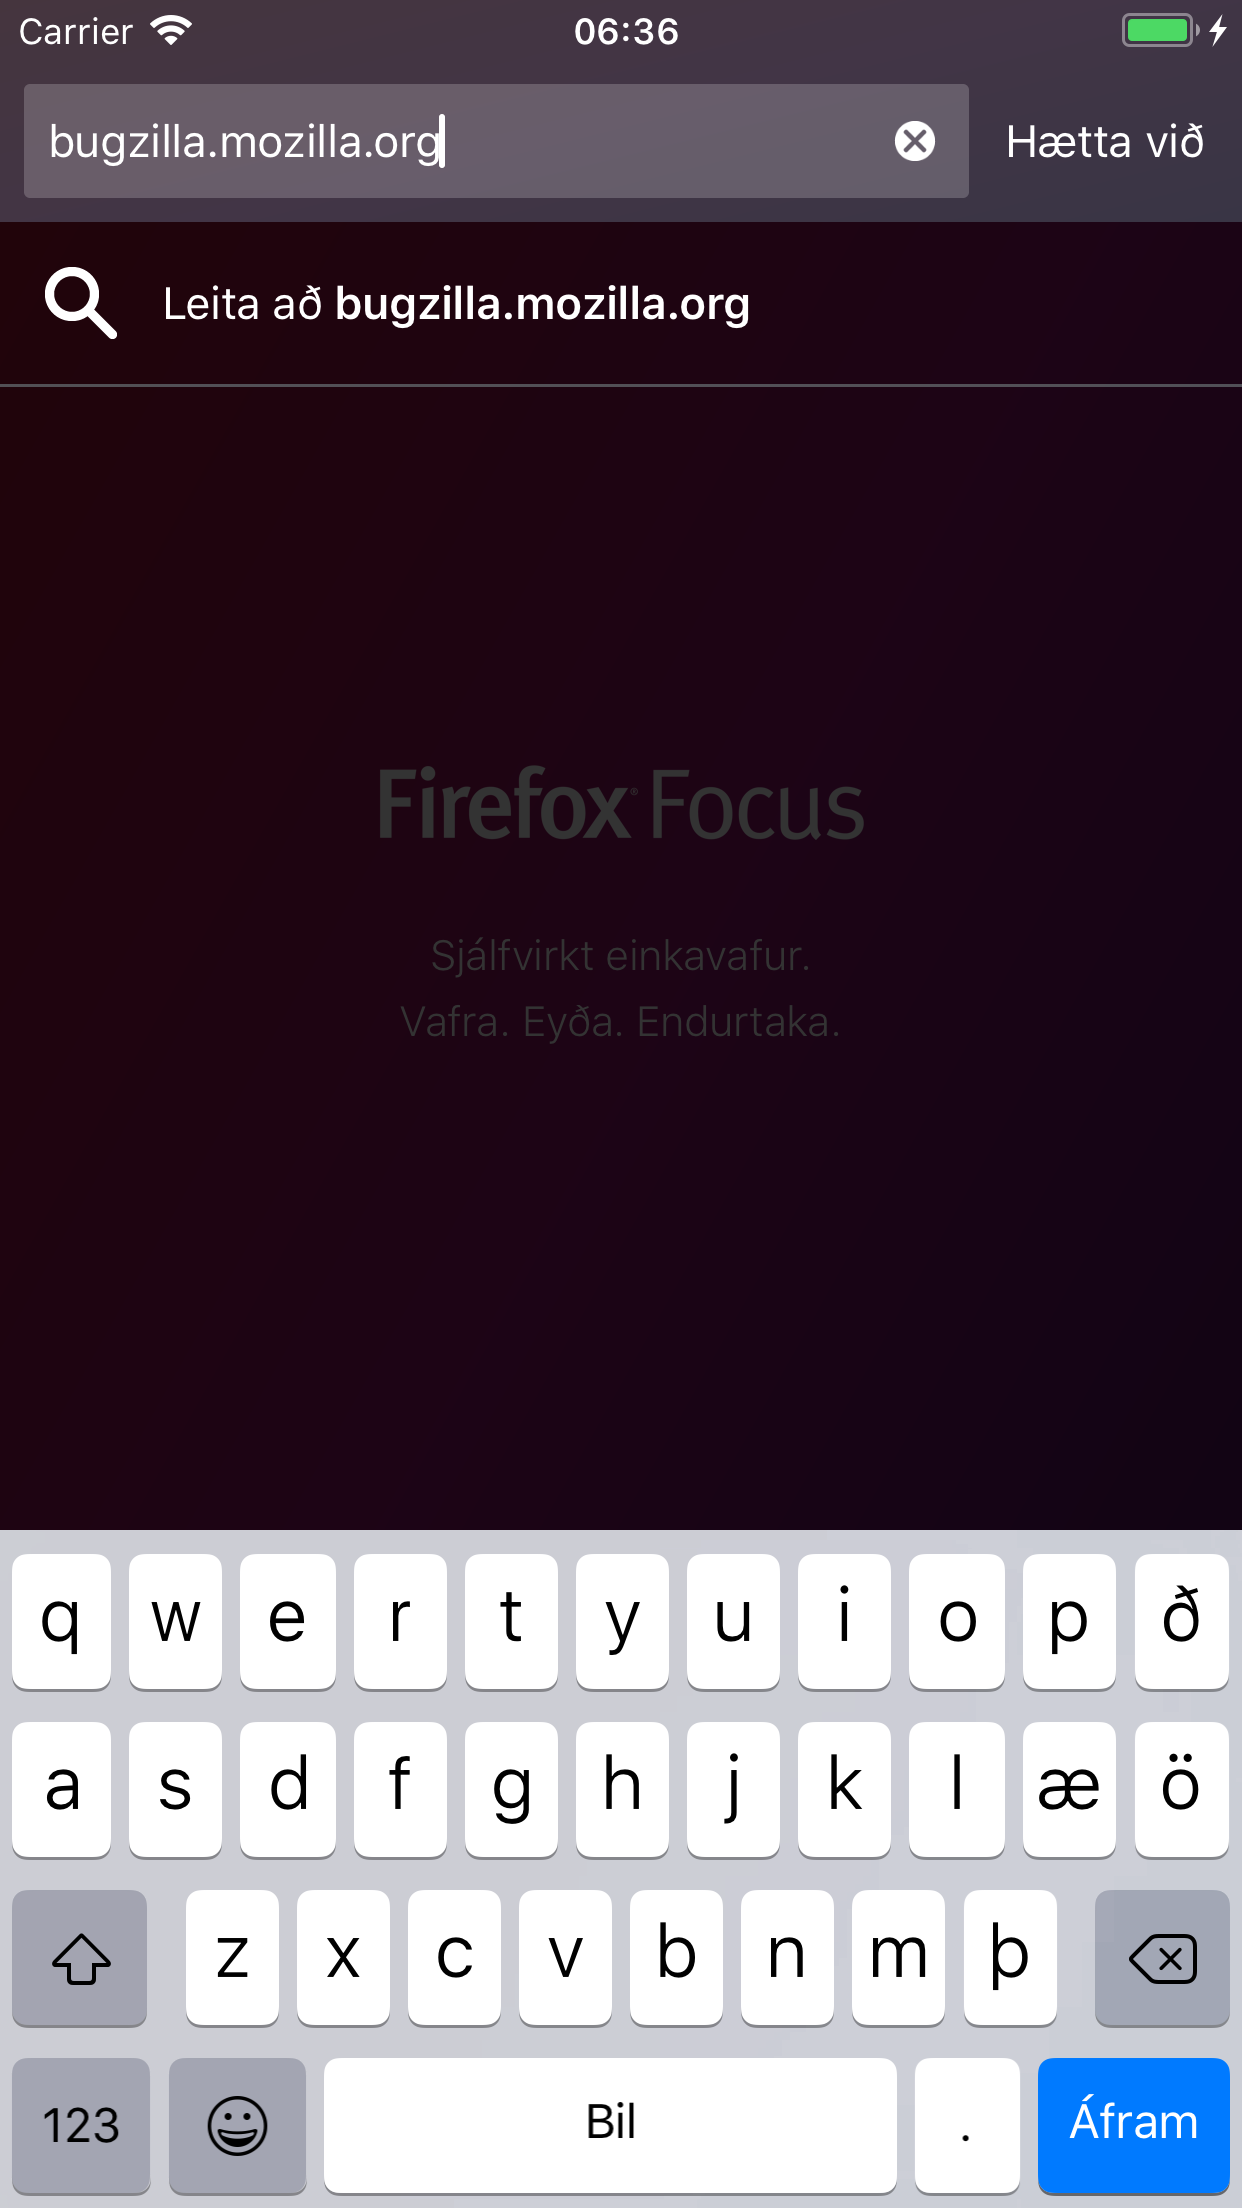 Carrier 06:36
bugzilla.mozilla.org Hætta við
Leita að bugzilla.mozilla.org
Firefox® Focus
Sjálfvirkt einkavafur.
Vafra. Eyða. Endurtaka.
q w e r t y u i o p ð
a s d f g h j k l æ ö
z x c v b n m þ
123 Bil . Áfram